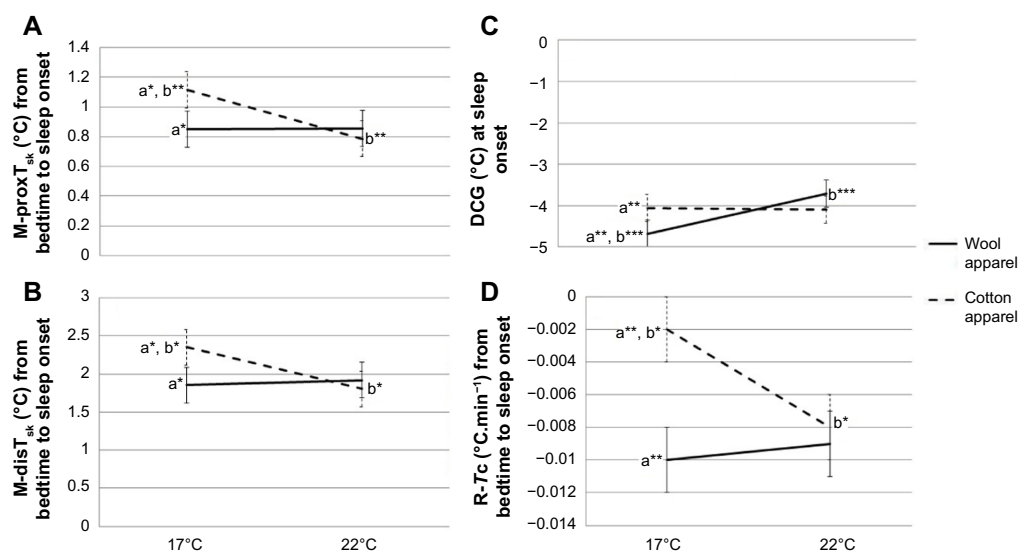 A
M-proxT_sk (°C) from
bedtime to sleep onset
1.4
1.2
1
0.8
0.6
0.4
0.2
0
a*, b**
a*
b**
B
M-disT_sk (°C) from
bedtime to sleep onset
3
2.5
2
1.5
1
0.5
0
a*, b*
a*
b*
17°C
22°C
C
DCG (°C) at sleep
onset
0
−1
−2
−3
−4
−5
a**
a**, b***
b***
Wool
apparel
Cotton
apparel
D
R-Tc (°C.min⁻¹) from
bedtime to sleep onset
0
−0.002
−0.004
−0.006
−0.008
−0.01
−0.012
−0.014
a**, b*
a**
b*
17°C
22°C